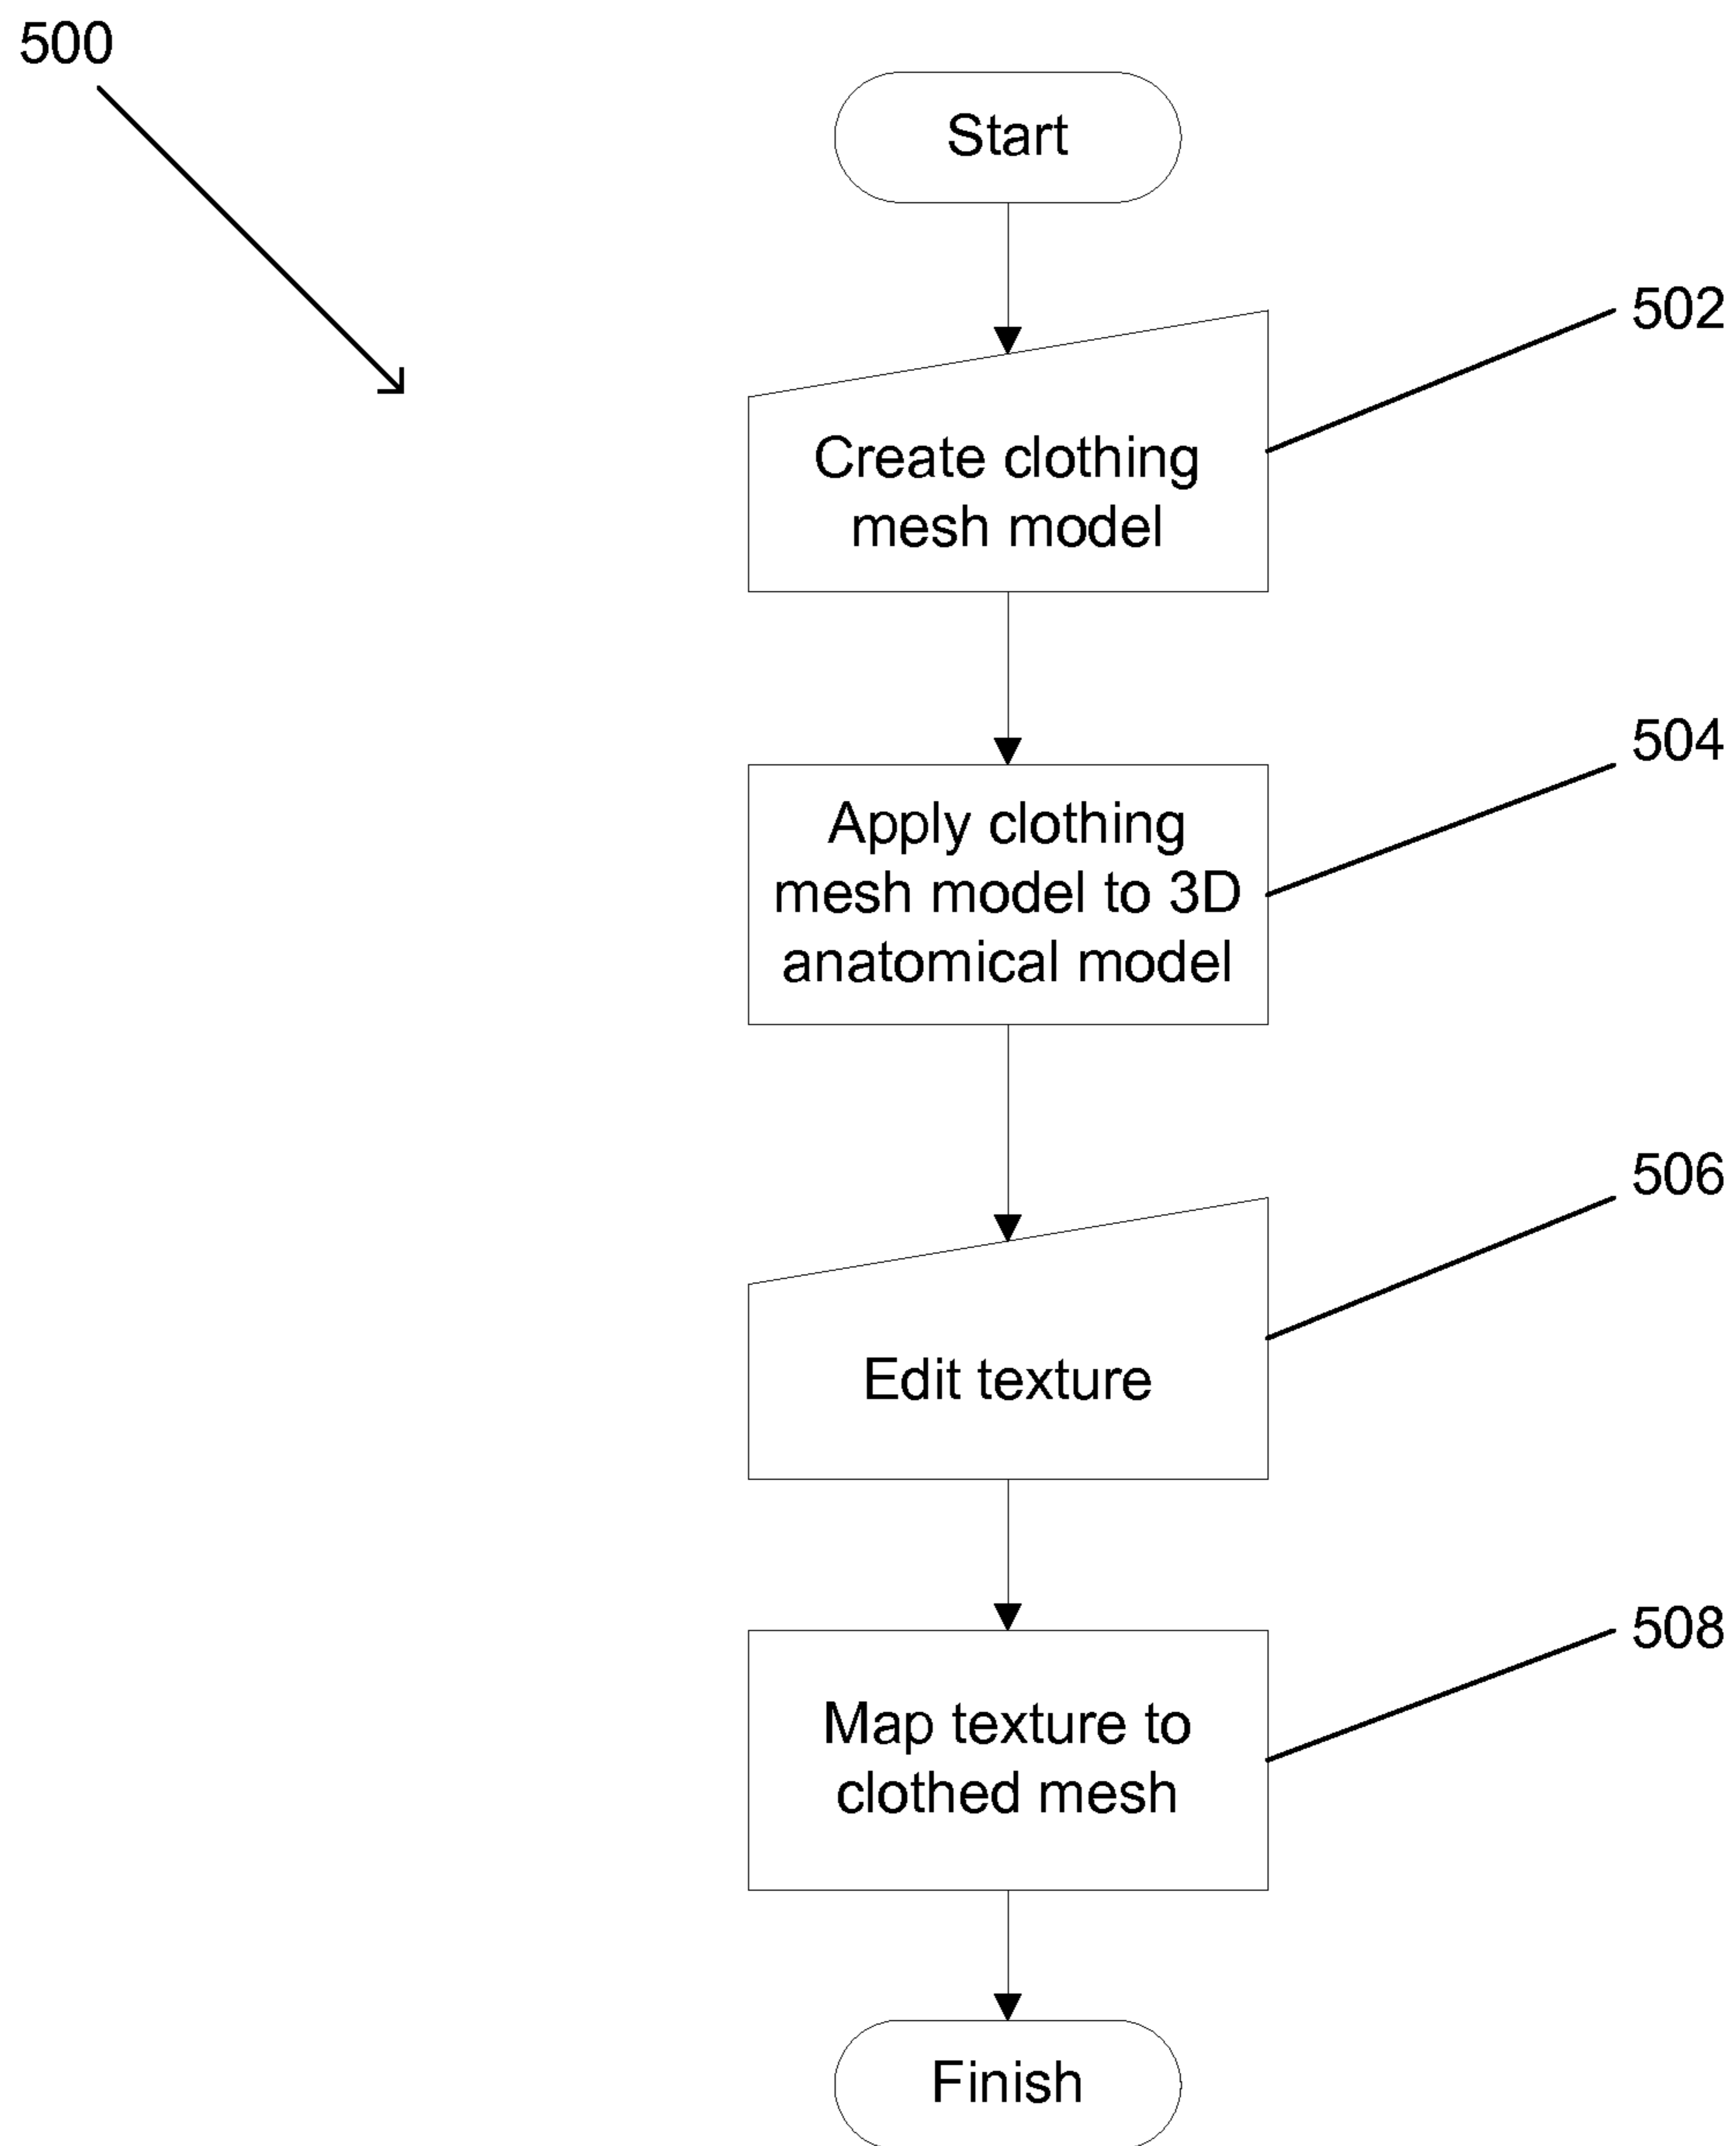 500
Start
502
Create clothing
mesh model
504
Apply clothing
mesh model to 3D
anatomical model
506
Edit texture
508
Map texture to
clothed mesh
Finish